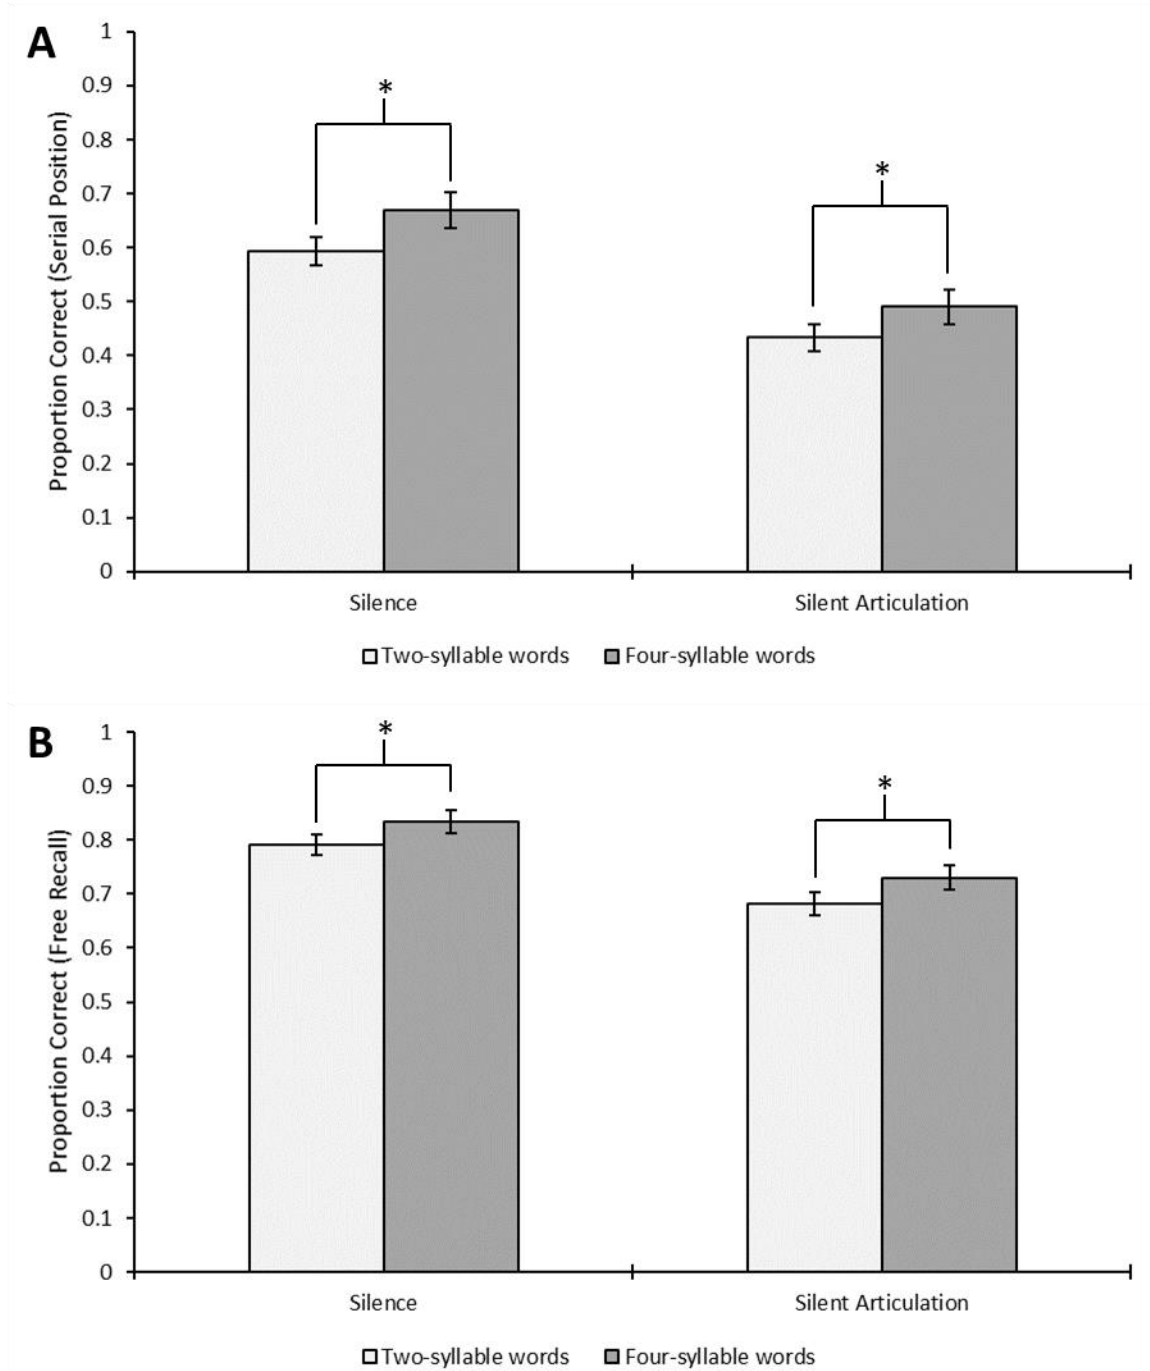 A
Proportion Correct (Serial Position)
1
0.9
0.8
0.7
0.6
0.5
0.4
0.3
0.2
0.1
0
*
*
Silence
Silent Articulation
Two-syllable words
Four-syllable words
B
Proportion Correct (Free Recall)
1
0.9
0.8
0.7
0.6
0.5
0.4
0.3
0.2
0.1
0
*
*
Silence
Silent Articulation
Two-syllable words
Four-syllable words